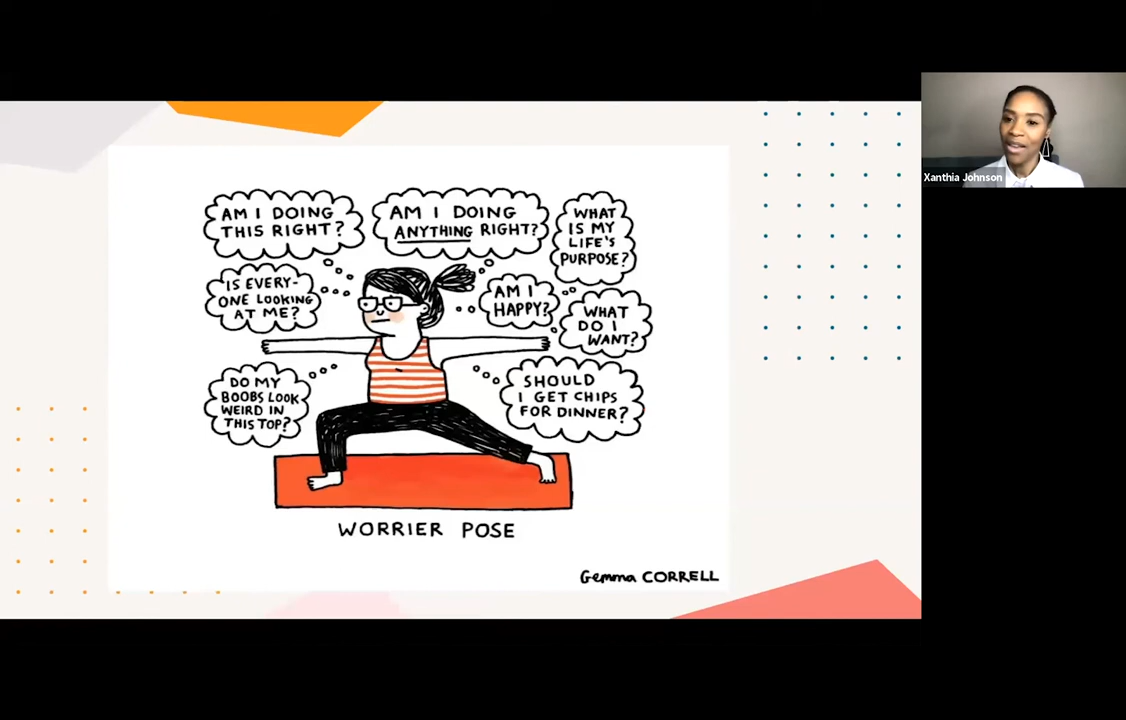 AM I DOING
THIS RIGHT?
AM I DOING
ANYTHING RIGHT?
WHAT
IS MY
LIFE'S
PURPOSE?
IS EVERY-
ONE LOOKING
AT ME?
AM I
HAPPY?
WHAT
DO I
WANT?
DO MY
BOOBS LOOK
WEIRD IN
THIS TOP?
SHOULD
I GET CHIPS
FOR DINNER?
WORRIER POSE
Gemma CORRELL
Xanthia Johnson